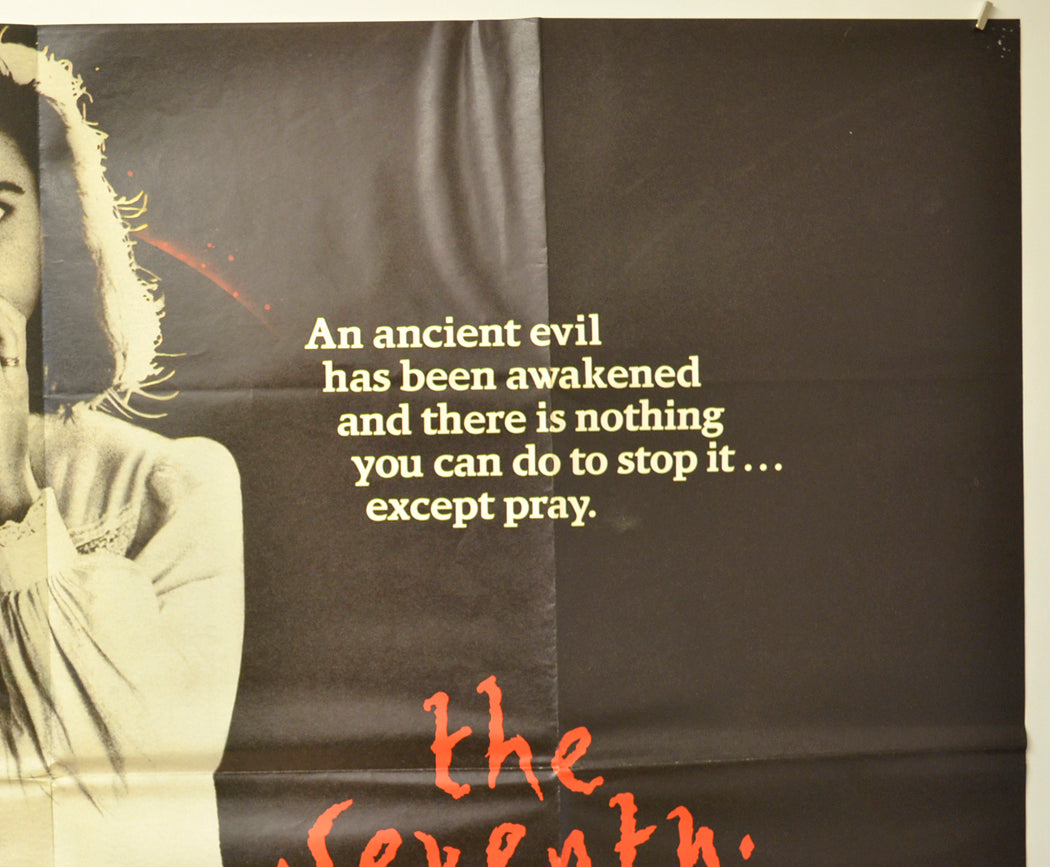 An ancient evil
has been awakened
and there is nothing
you can do to stop it...
except pray.
the
seventh